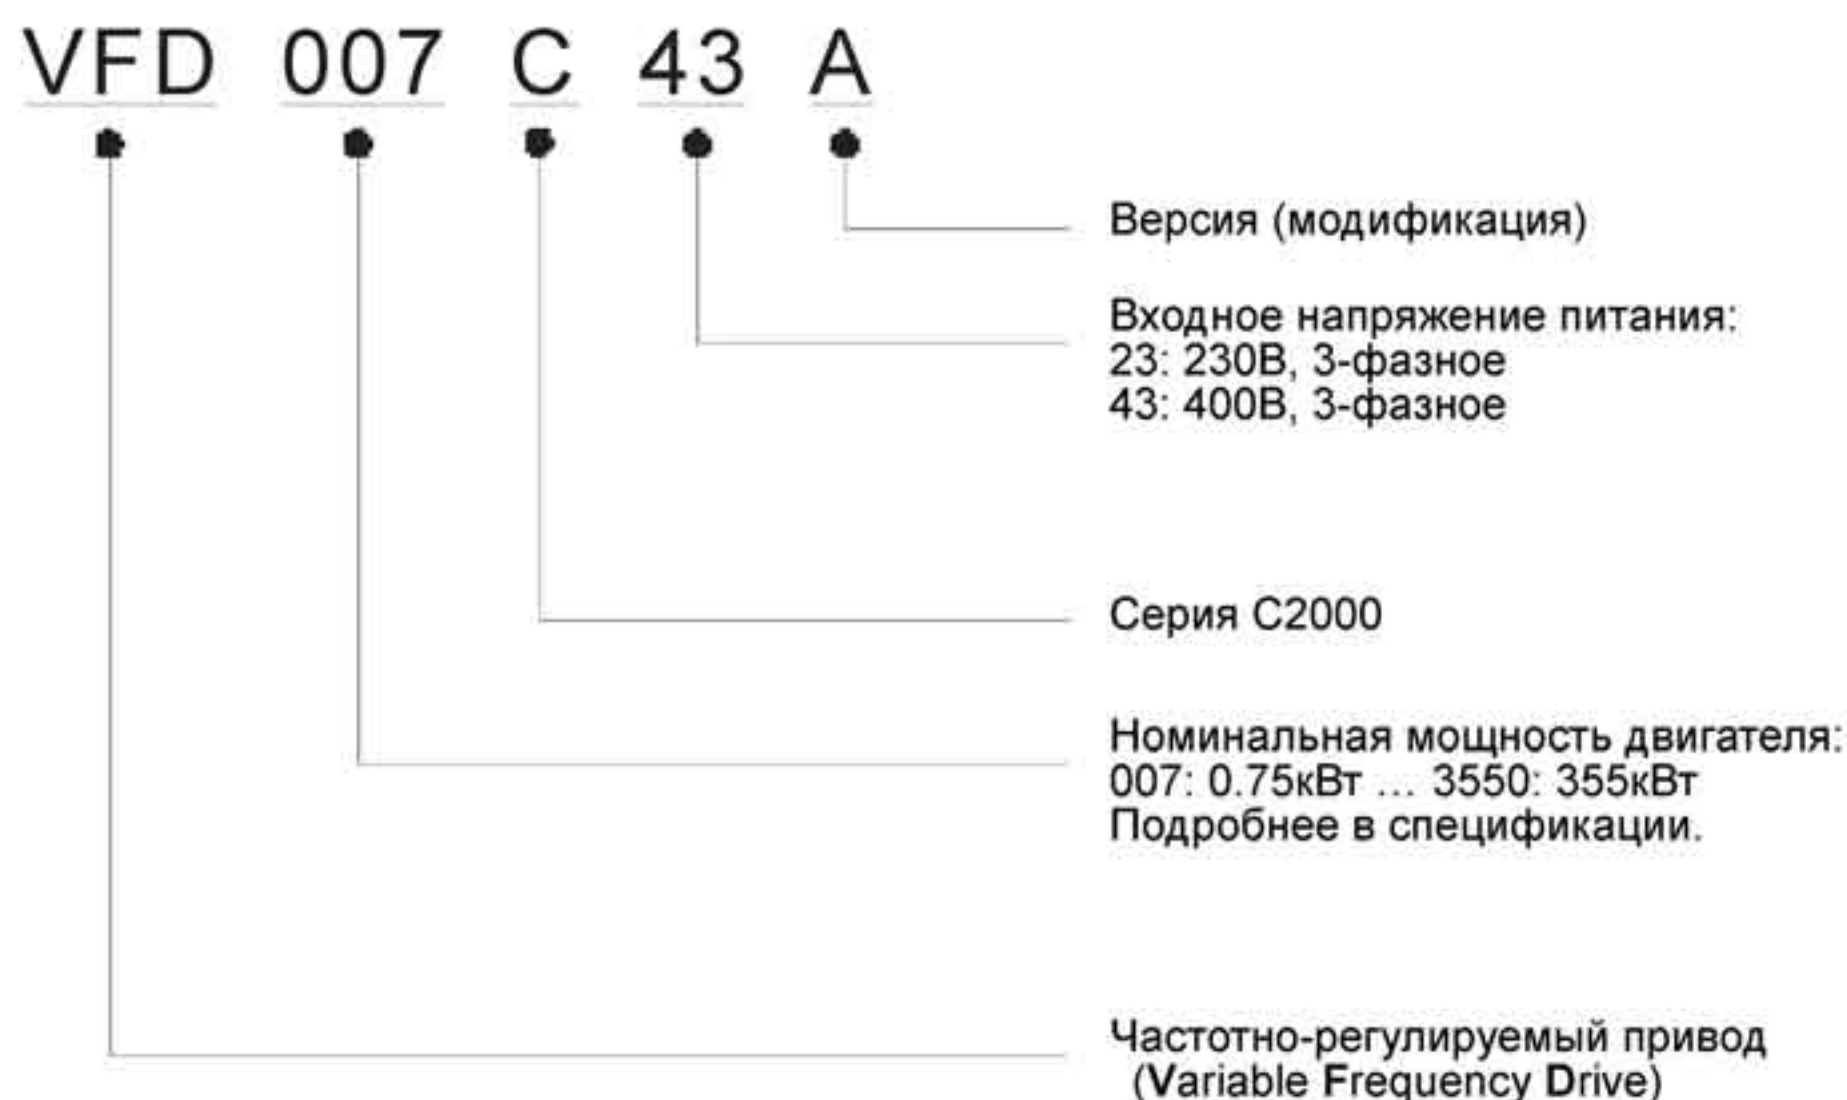 VFD 007 C 43 A
Версия (модификация)
Входное напряжение питания:
23: 230В, 3-фазное
43: 400В, 3-фазное
Серия С2000
Номинальная мощность двигателя:
007: 0.75кВт ... 3550: 355кВт
Подробнее в спецификации.
Частотно-регулируемый привод
(Variable Frequency Drive)